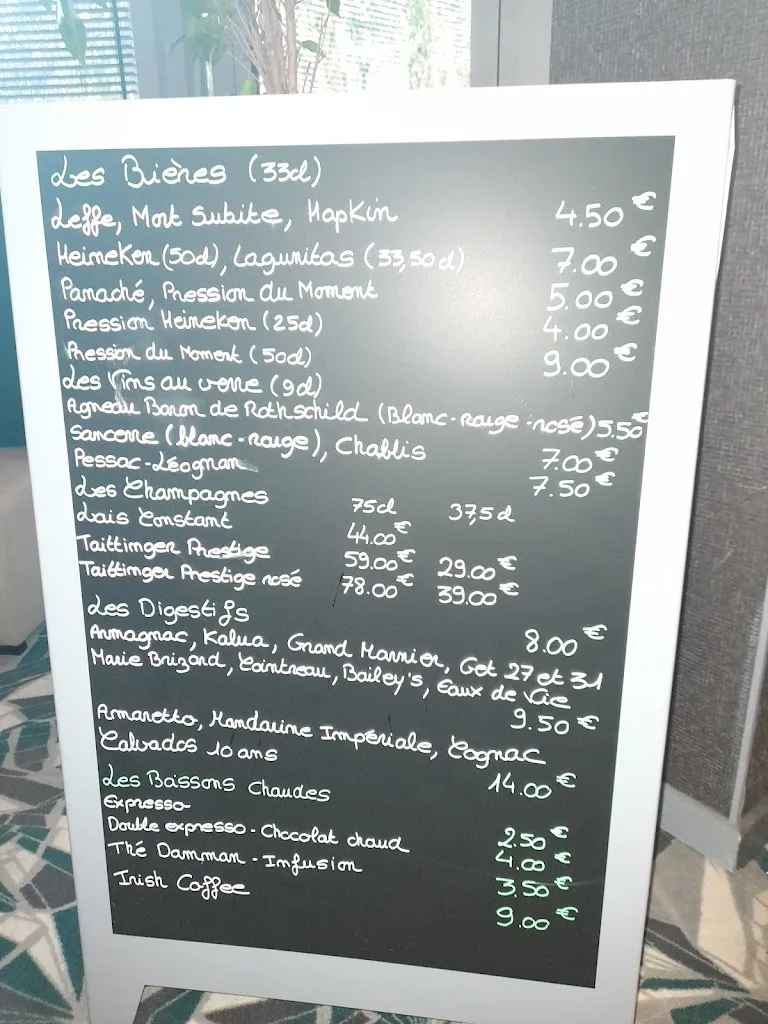 Les Bières (33cl)
Leffe, Mort Subite, Hapkin 4.50€
Heineken (50cl), Lagunitas (33,50cl) 7.00€
Panaché, Pression du Moment 5.00€
Pression Heineken (25cl) 4.00€
Pression du Moment (50cl) 9.00€
Les Vins au verre (9cl)
Agneau Baron de Rothschild (Blanc-rouge-rosé) 5.50€
Sancerre (blanc-rouge), Chablis 7.00€
Pessac-Léognan 7.50€
Les Champagnes 75cl 37,5cl
Lois Constant 44.00€
Taittinger Prestige 59.00€ 29.00€
Taittinger Prestige rosé 78.00€ 39.00€
Les Digestifs 8.00€
Armagnac, Kalua, Grand Marnier, Get 27 et 31
Marie Brizard, Cointreau, Bailey's, Eaux de Vie
9.50€
Amaretto, Mandarine Impériale, Cognac
Calvados 10 ans 14.00€
Les Boissons Chaudes
Expresso 2.50€
Double expresso - Chocolat chaud 4.00€
Thé Damman - Infusion 3.50€
Irish Coffee 9.00€